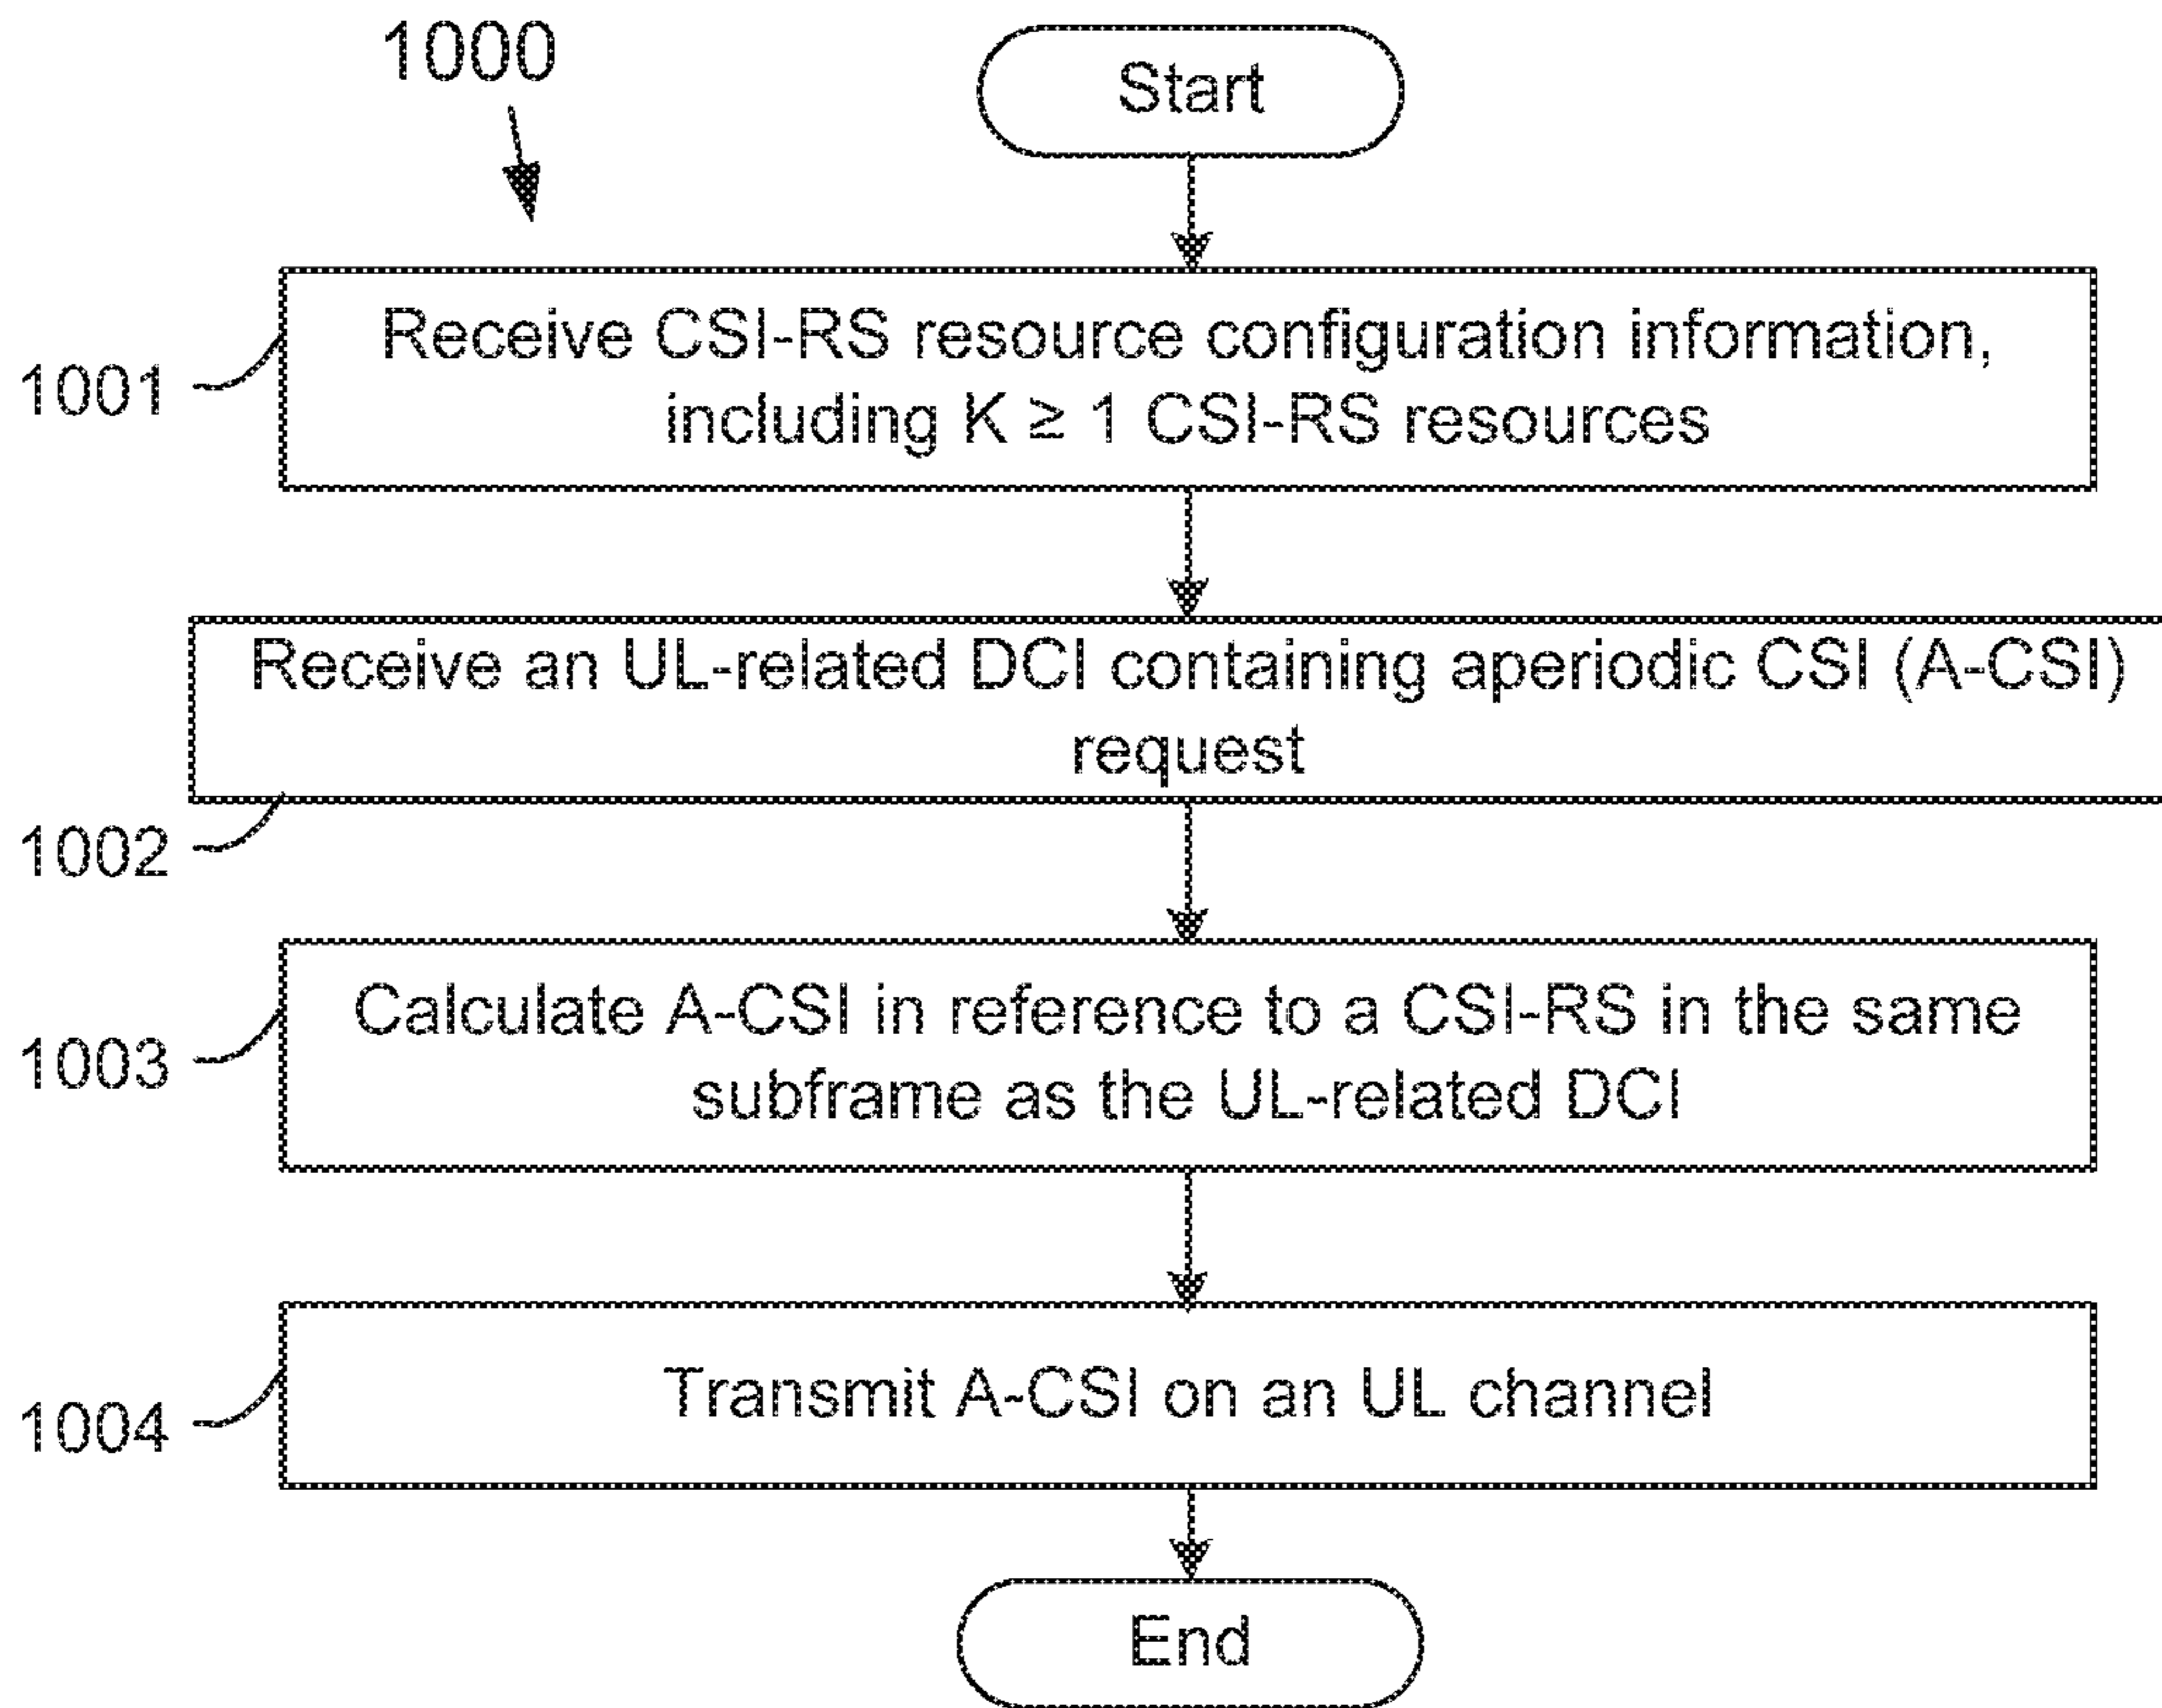 1000
Start
1001
Receive CSI-RS resource configuration information,
including K ≥ 1 CSI-RS resources
Receive an UL-related DCI containing aperiodic CSI (A-CSI)
request
1002
1003
Calculate A-CSI in reference to a CSI-RS in the same
subframe as the UL-related DCI
1004
Transmit A-CSI on an UL channel
End